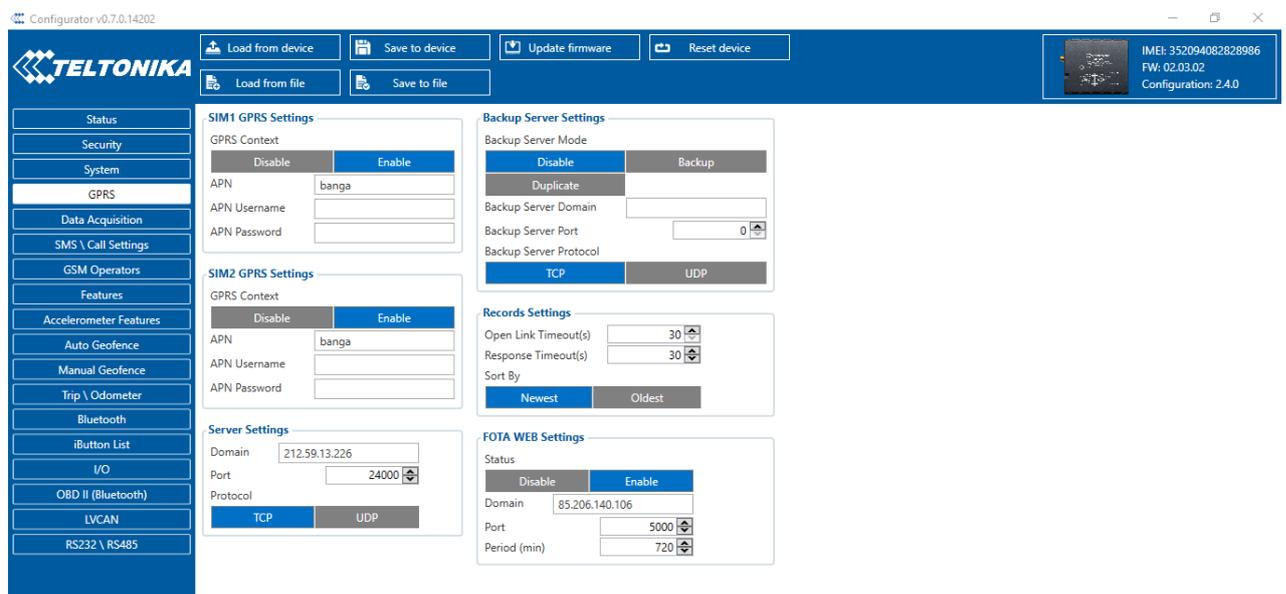 Configurator v0.7.0.14202
TELTONIKA
Load from device
Save to device
Update firmware
Reset device
Load from file
Save to file
IMEI: 352094082828986
FW: 02.03.02
Configuration: 2.4.0
Status
Security
System
GPRS
Data Acquisition
SMS \ Call Settings
GSM Operators
Features
Accelerometer Features
Auto Geofence
Manual Geofence
Trip \ Odometer
Bluetooth
iButton List
I/O
OBD II (Bluetooth)
LVCAN
RS232 \ RS485
SIM1 GPRS Settings
GPRS Context
Disable Enable
APN banga
APN Username
APN Password
SIM2 GPRS Settings
GPRS Context
Disable Enable
APN banga
APN Username
APN Password
Server Settings
Domain 212.59.13.226
Port 24000
Protocol
TCP UDP
Backup Server Settings
Backup Server Mode
Disable Backup
Duplicate
Backup Server Domain
Backup Server Port 0
Backup Server Protocol
TCP UDP
Records Settings
Open Link Timeout(s) 30
Response Timeout(s) 30
Sort By
Newest Oldest
FOTA WEB Settings
Status
Disable Enable
Domain 85.206.140.106
Port 5000
Period (min) 720